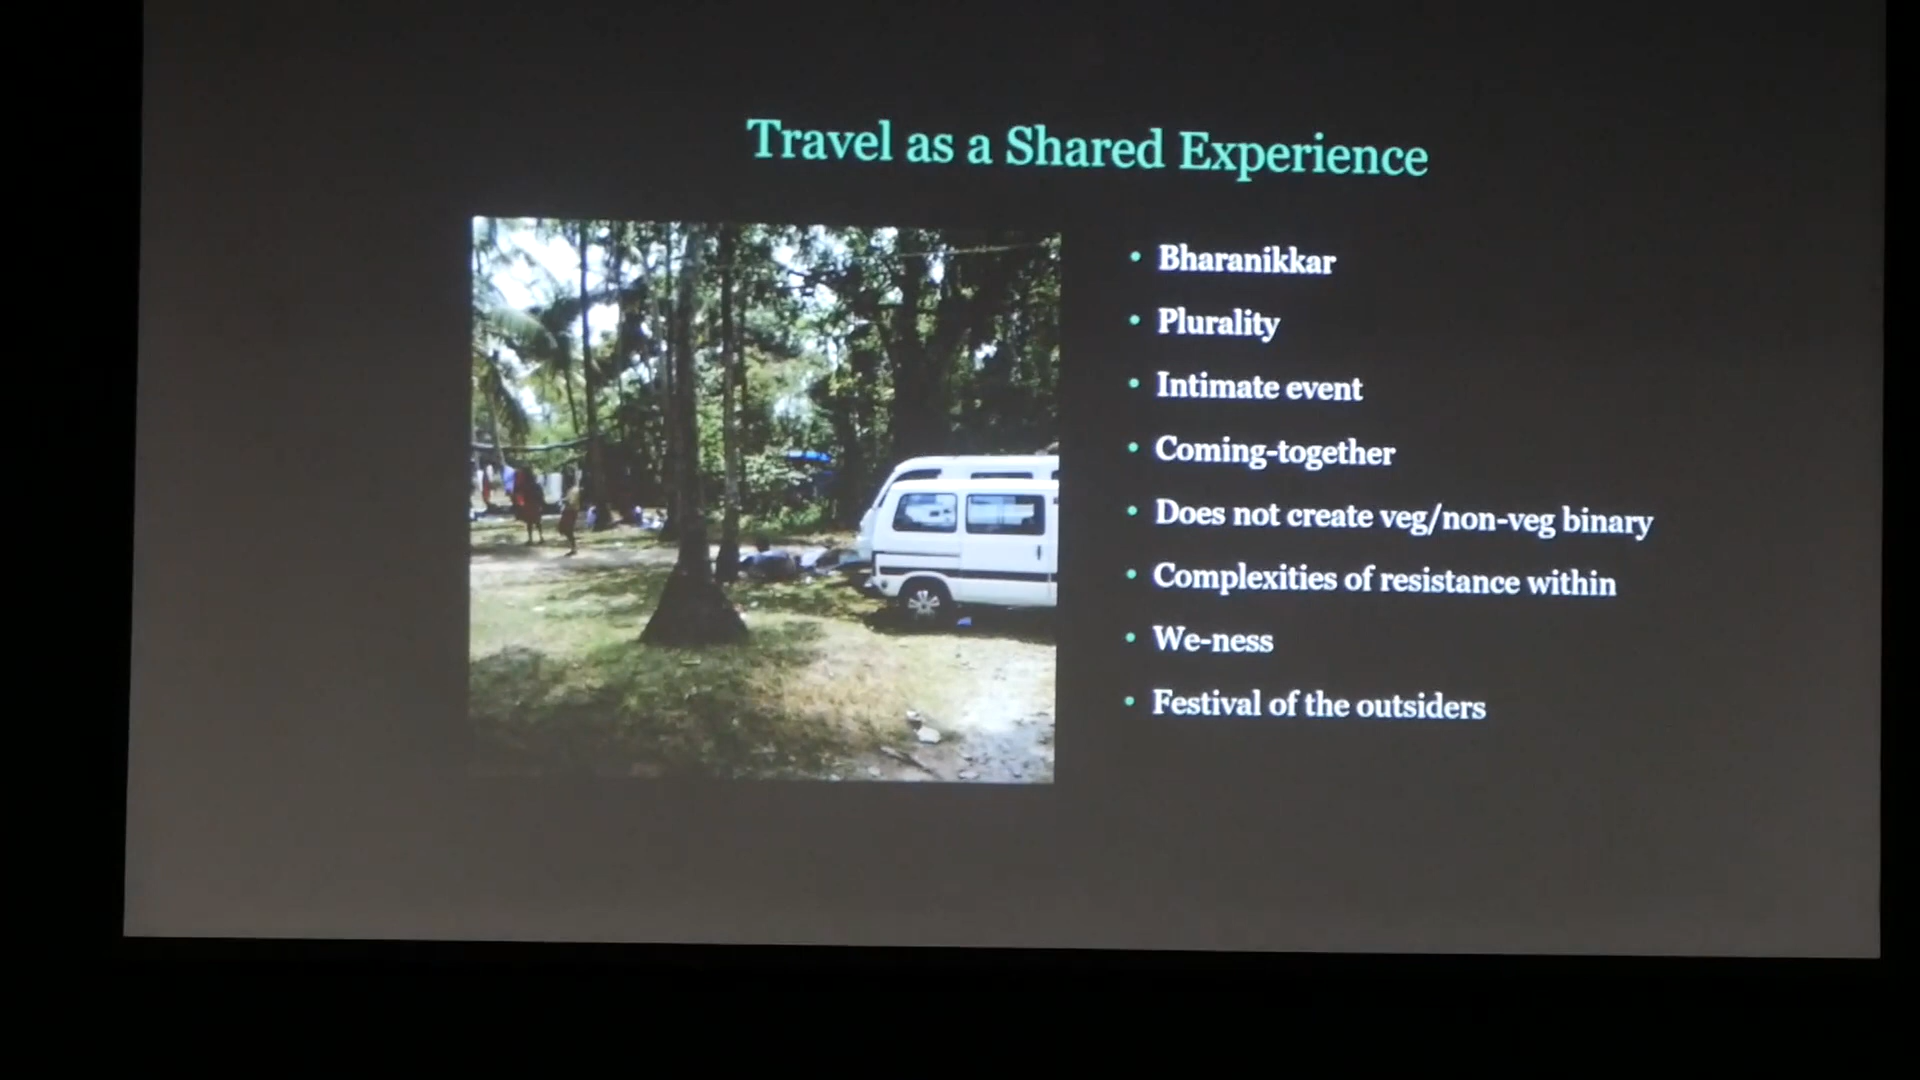 Travel as a Shared Experience
• Bharanikkar
• Plurality
• Intimate event
• Coming-together
• Does not create veg/non-veg binary
• Complexities of resistance within
• We-ness
• Festival of the outsiders